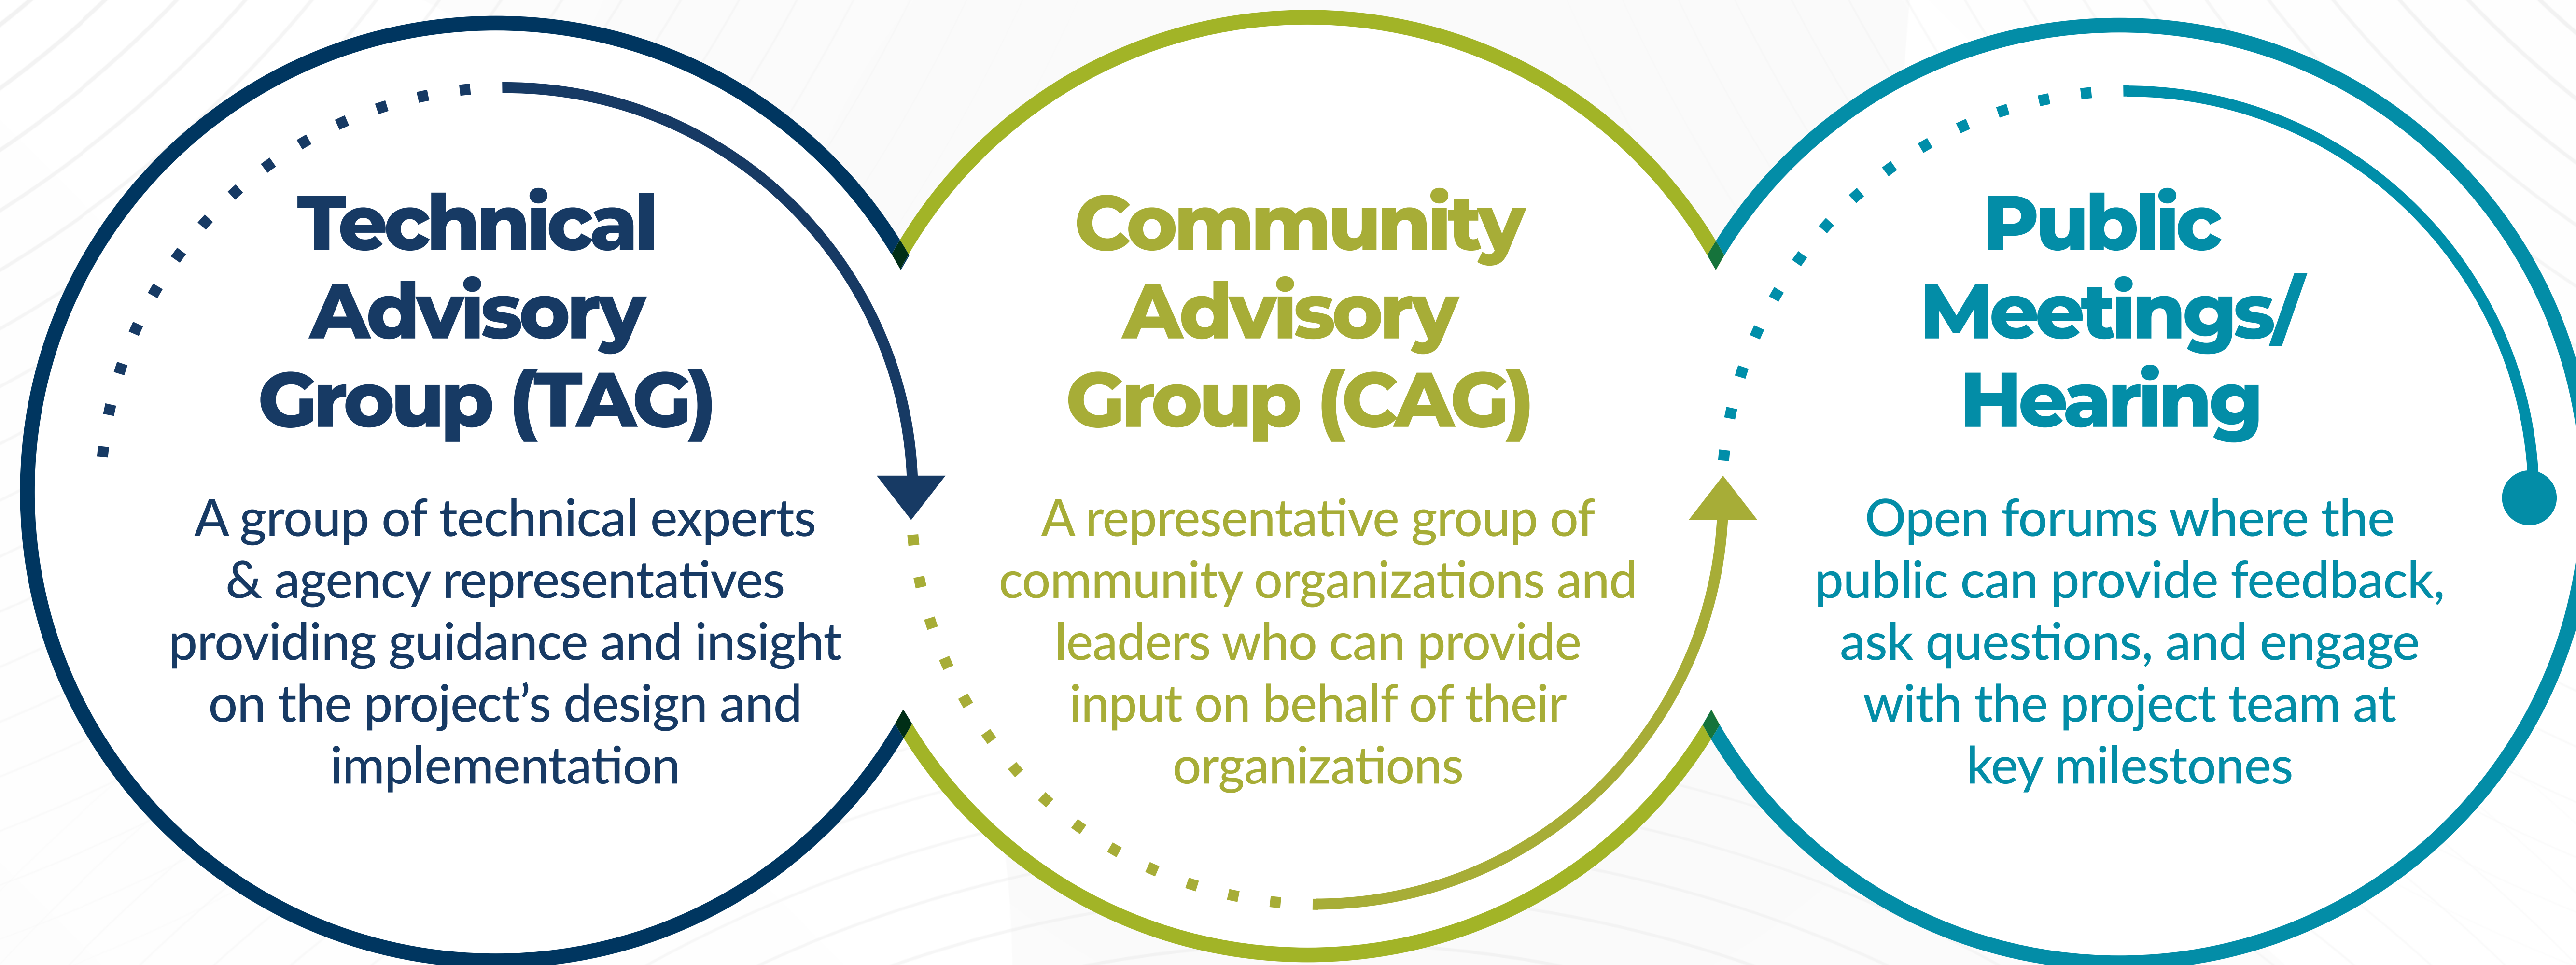 Technical
Advisory
Group (TAG)
A group of technical experts
& agency representatives
providing guidance and insight
on the project’s design and
implementation
Community
Advisory
Group (CAG)
A representative group of
community organizations and
leaders who can provide
input on behalf of their
organizations
Public
Meetings/
Hearing
Open forums where the
public can provide feedback,
ask questions, and engage
with the project team at
key milestones